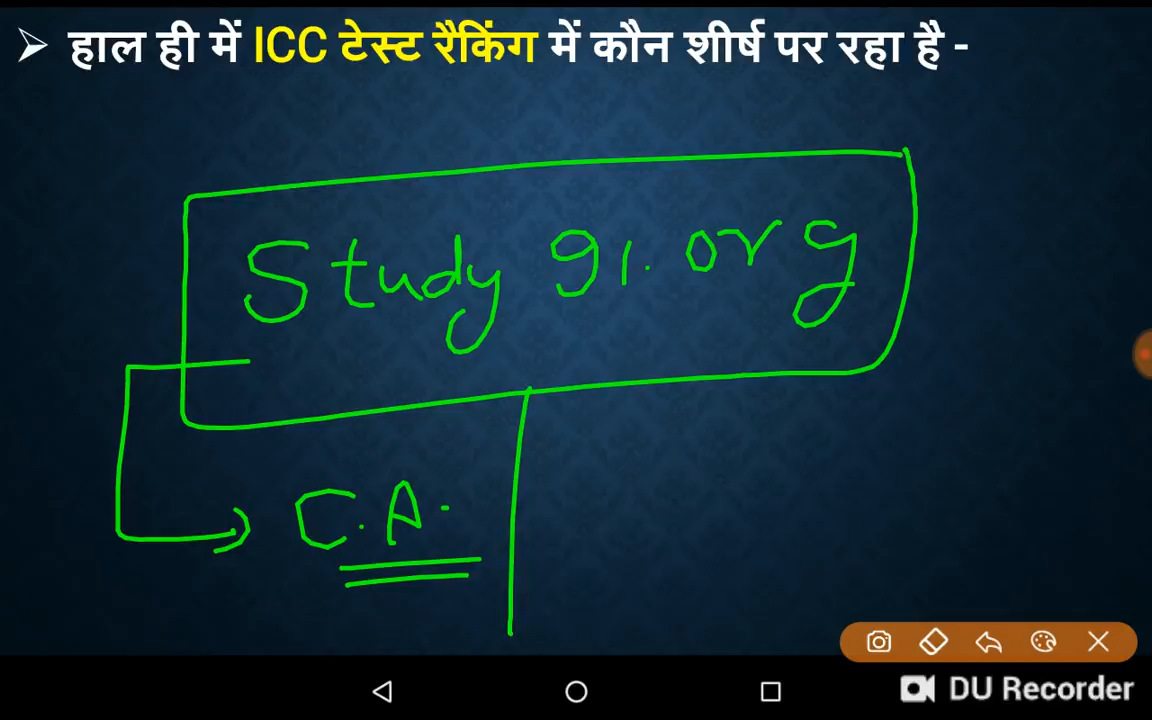 हाल ही में ICC टेस्ट रैंकिंग में कौन शीर्ष पर रहा है -
Study 91. org
C.A.
DU Recorder